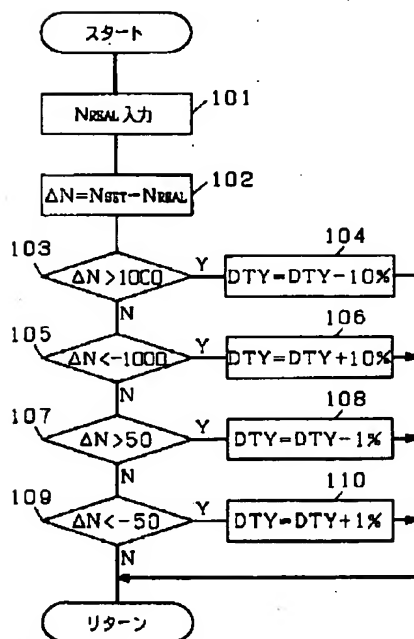 スタート
101
NREAL 入力
102
ΔN=NSET-NREAL
103
ΔN>1000
Y
104
DTY=DTY-10%
N
105
ΔN<-1000
Y
106
DTY=DTY+10%
N
107
ΔN>50
Y
108
DTY=DTY-1%
N
109
ΔN<-50
Y
110
DTY=DTY+1%
N
リターン